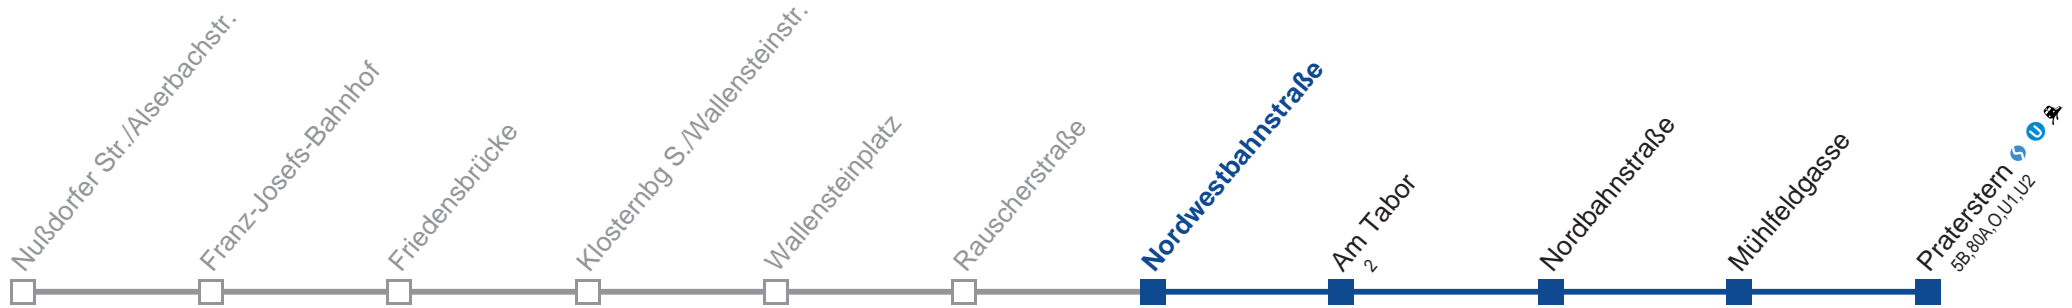 Nußdorfer Str./Alserbachstr.
Franz-Josefs-Bahnhof
Friedensbrücke
Klosternbg S./Wallensteinstr.
Wallensteinplatz
Rauscherstraße
Nordwestbahnstraße
Am Tabor
2
Nordbahnstraße
Mühlfeldgasse
Praterstern S U
5B,80A,O,U1,U2